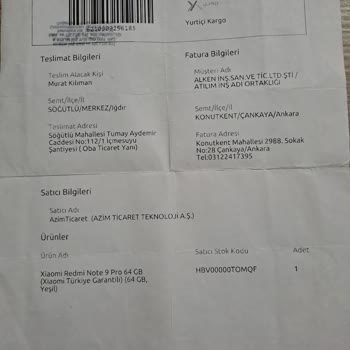 Yurtiçi Kargo
Teslimat Bilgileri
Fatura Bilgileri
Teslim Alacak Kişi
Murat Kiliman
Müşteri Adı
ALKEN İNŞ.SAN VE TİC LTD.ŞTİ /
ATILIM İNŞ ADİ ORTAKLIĞI
Semt/İlçe/İl
SÖĞÜTLÜ/MERKEZ/Iğdır
Semt/İlçe/İl
KONUTKENT/ÇANKAYA/Ankara
Teslimat Adresi
Söğütlü Mahallesi Tumay Aydemir
Caddesi No:112/1 İçmesuyu
Şantiyesi ( Oba Ticaret Yanı)
Fatura Adresi
Konutkent Mahallesi 2988. Sokak
No:28 Çankaya/Ankara
Tel:03122417395
Satıcı Bilgileri
Satıcı Adı
AzimTicaret (AZİM TİCARET TEKNOLOJİ A.Ş.)
Ürünler
Ürün Adı
Satıcı Stok Kodu
Adet
Xiaomi Redmi Note 9 Pro 64 GB
(Xiaomi Türkiye Garantili) (64 GB,
Yeşil)
HBV00000TOMQF
1